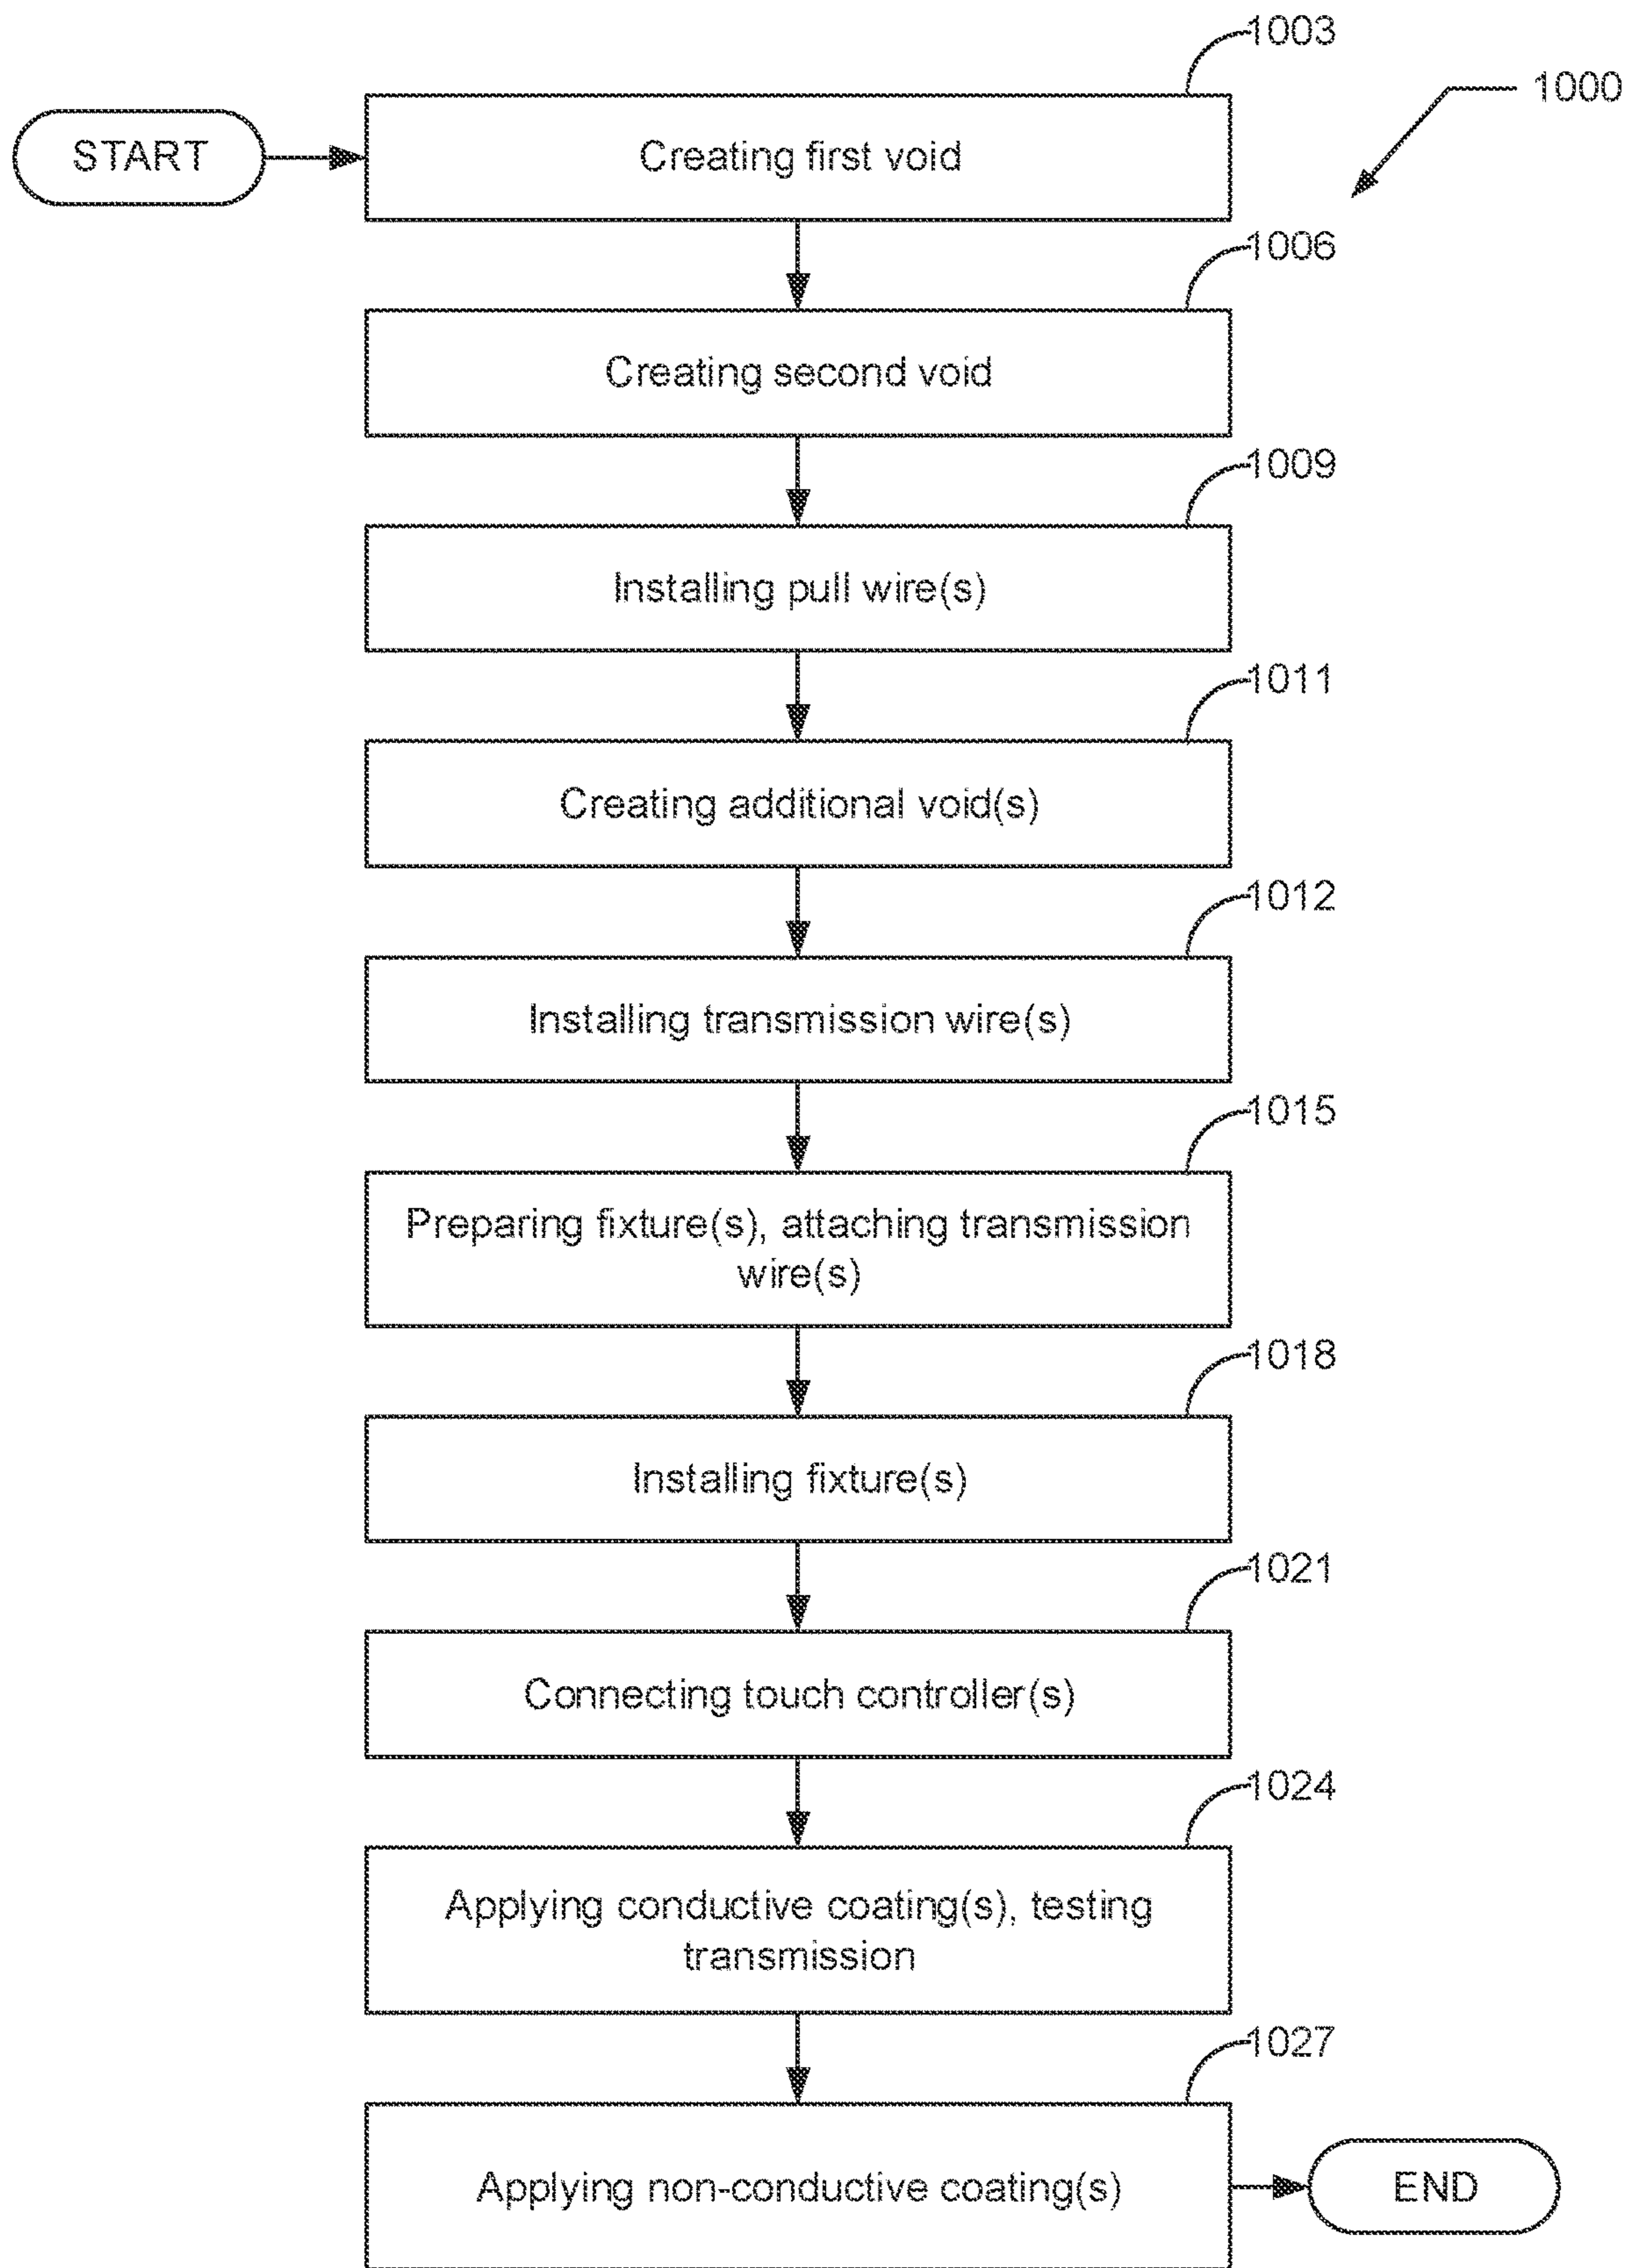 1003
1000
START
Creating first void
1006
Creating second void
1009
Installing pull wire(s)
1011
Creating additional void(s)
1012
Installing transmission wire(s)
1015
Preparing fixture(s), attaching transmission
wire(s)
1018
Installing fixture(s)
1021
Connecting touch controller(s)
1024
Applying conductive coating(s), testing
transmission
1027
Applying non-conductive coating(s)
END